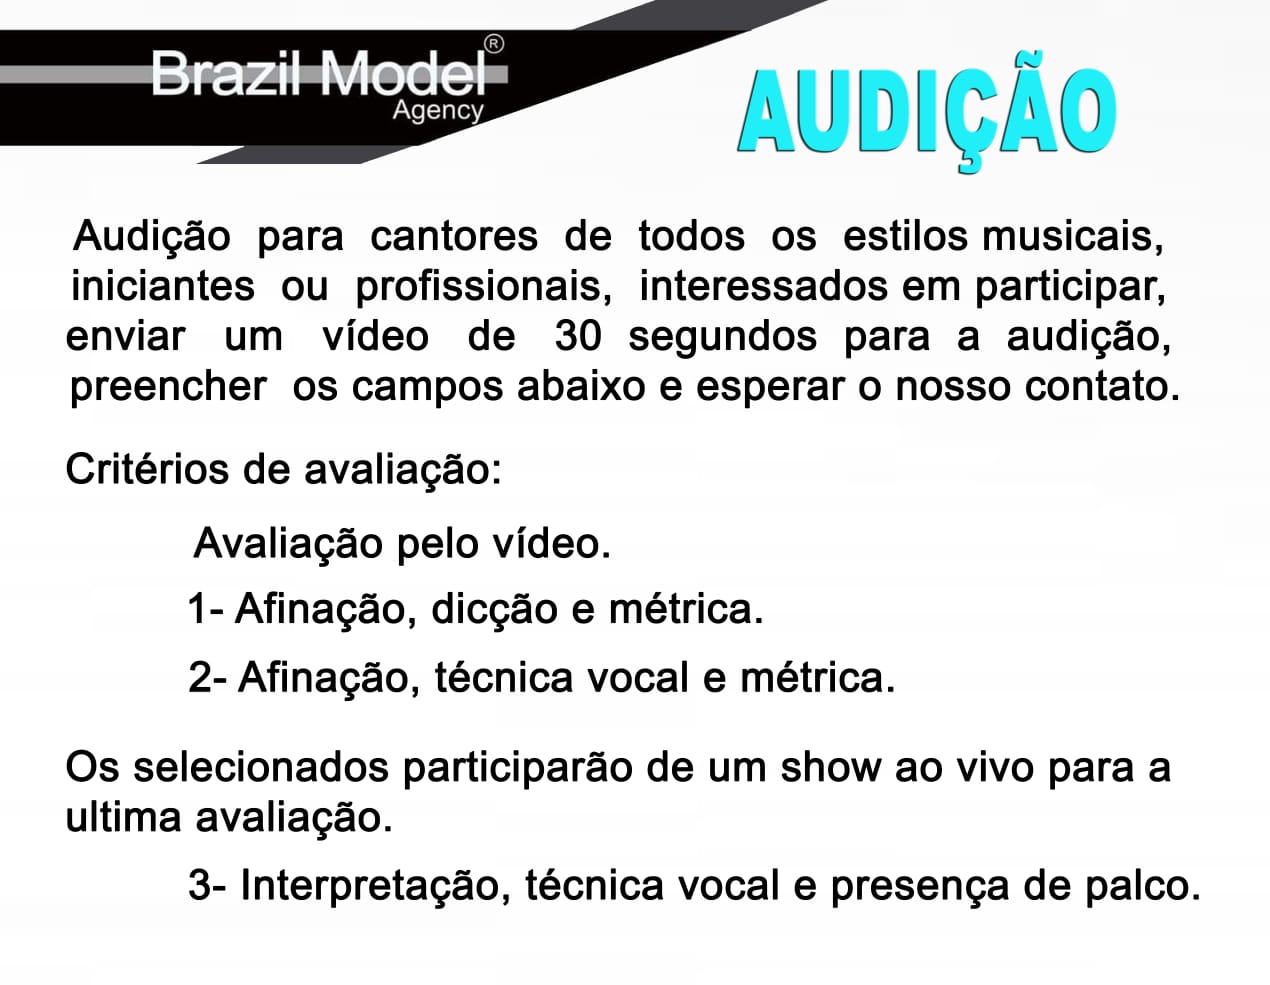 Brazil Model®
Agency
AUDIÇÃO
Audição para cantores de todos os estilos musicais,
iniciantes ou profissionais, interessados em participar,
enviar um vídeo de 30 segundos para a audição,
preencher os campos abaixo e esperar o nosso contato.
Critérios de avaliação:
Avaliação pelo vídeo.
1- Afinação, dicção e métrica.
2- Afinação, técnica vocal e métrica.
Os selecionados participarão de um show ao vivo para a
ultima avaliação.
3- Interpretação, técnica vocal e presença de palco.